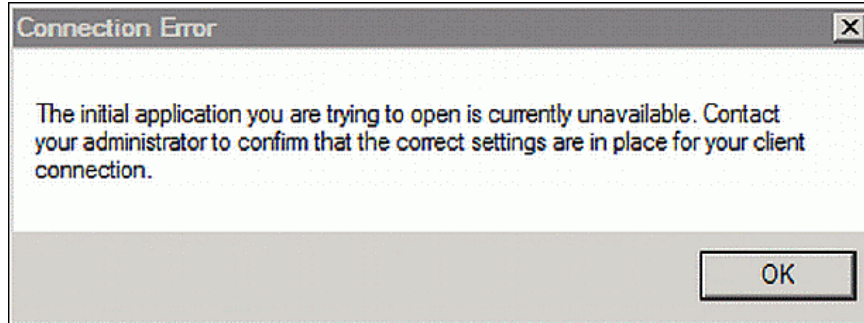 Connection Error
The initial application you are trying to open is currently unavailable. Contact
your administrator to confirm that the correct settings are in place for your client
connection.
OK